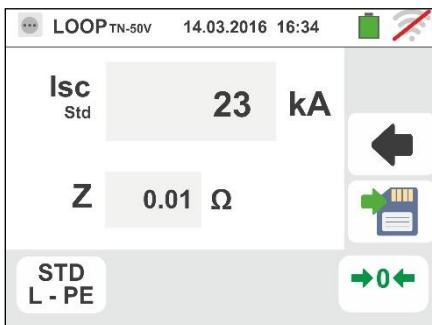 LOOP TN-50V 14.03.2016 16:34
Isc
Std
23 kA
Z 0.01 Ω
STD
L - PE
→0←